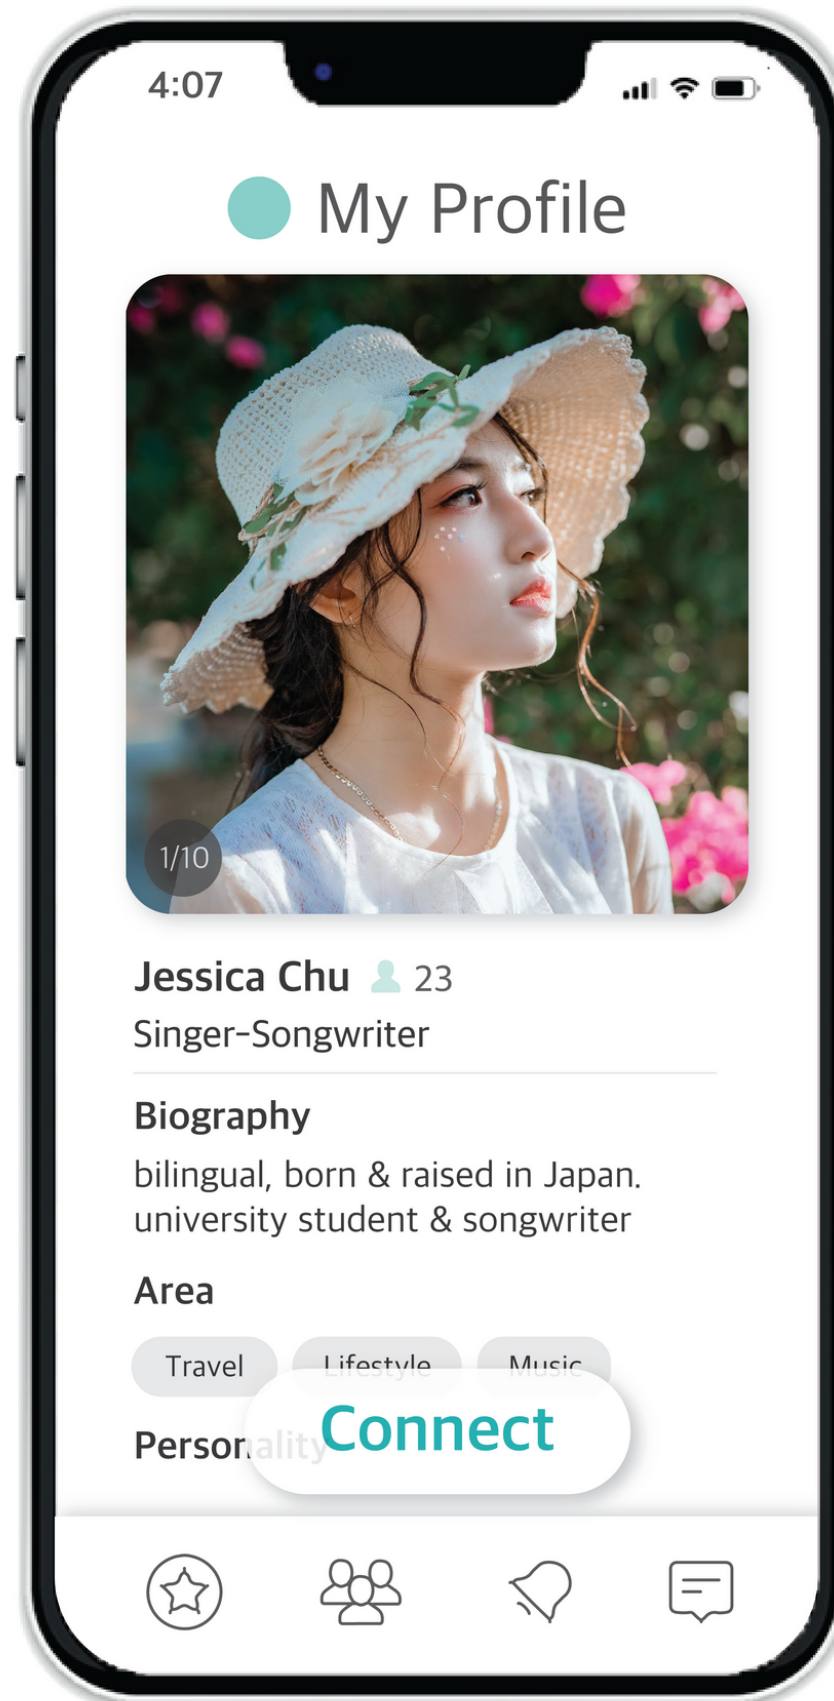 4:07
My Profile
1/10
Jessica Chu 23
Singer-Songwriter
Biography
bilingual, born & raised in Japan.
university student & songwriter
Area
Travel Lifestyle Music
Personality
Connect